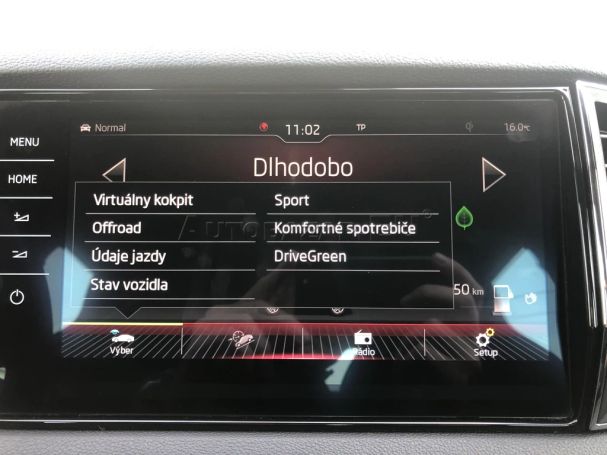 MENU
HOME
Normal
11:02
TP
16.0°C
Dlhodobo
Virtuálny kokpit
Sport
Offroad
Komfortné spotrebiče
Údaje jazdy
DriveGreen
Stav vozidla
50 km
Výber
Rádio
Setup